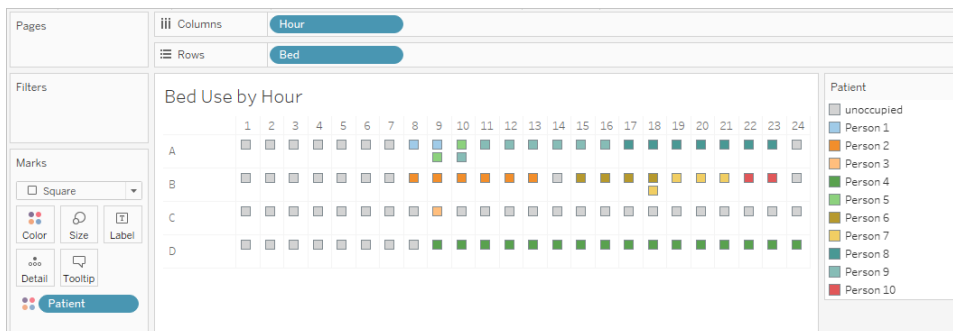 Pages
Columns
Hour
Rows
Bed
Filters
Marks
Square
Color
Size
Label
Detail
Tooltip
Patient
Bed Use by Hour
1 2 3 4 5 6 7 8 9 10 11 12 13 14 15 16 17 18 19 20 21 22 23 24
A
B
C
D
Patient
unoccupied
Person 1
Person 2
Person 3
Person 4
Person 5
Person 6
Person 7
Person 8
Person 9
Person 10